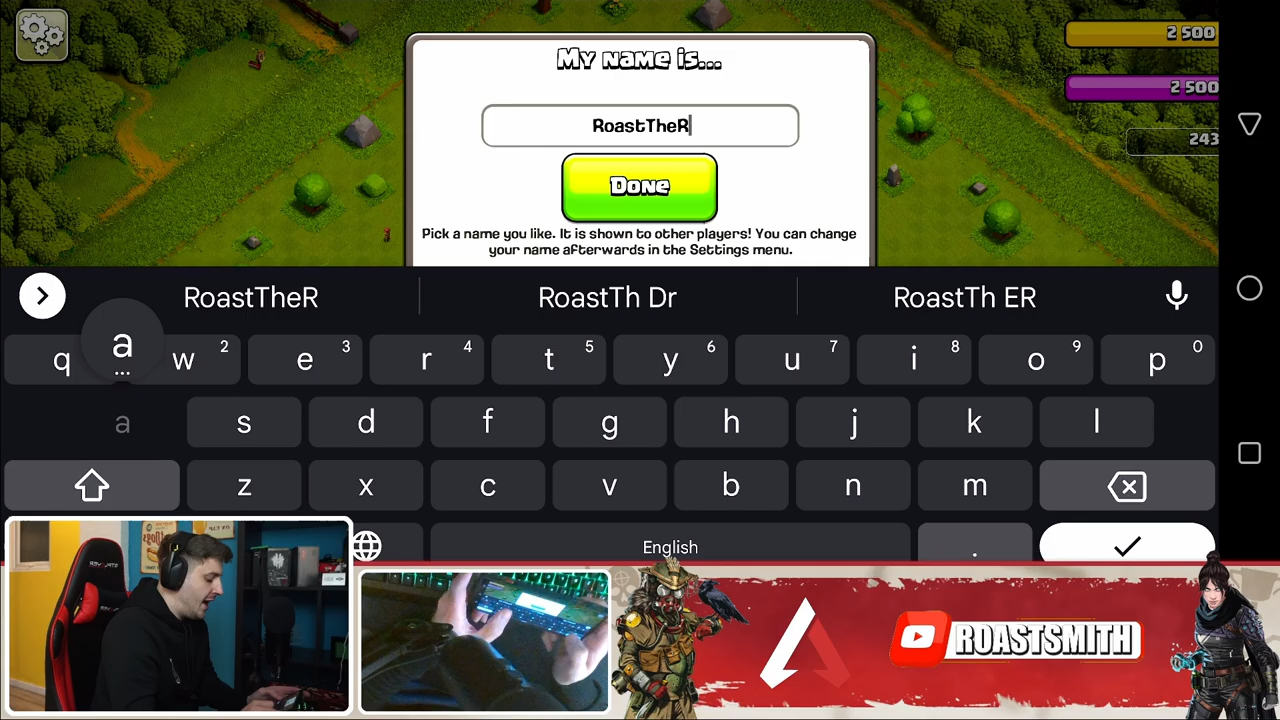 My name is...
2 500
2 500
243
RoastTheR
Done
Pick a name you like. It is shown to other players! You can change
your name afterwards in the Settings menu.
RoastTheR
RoastTh Dr
RoastTh ER
q
a
...
w 2
e 3
r 4
t 5
y 6
u 7
i 8
o 9
p 0
a
s
d
f
g
h
j
k
l
z
x
c
v
b
n
m
English
.
ROASTSMITH